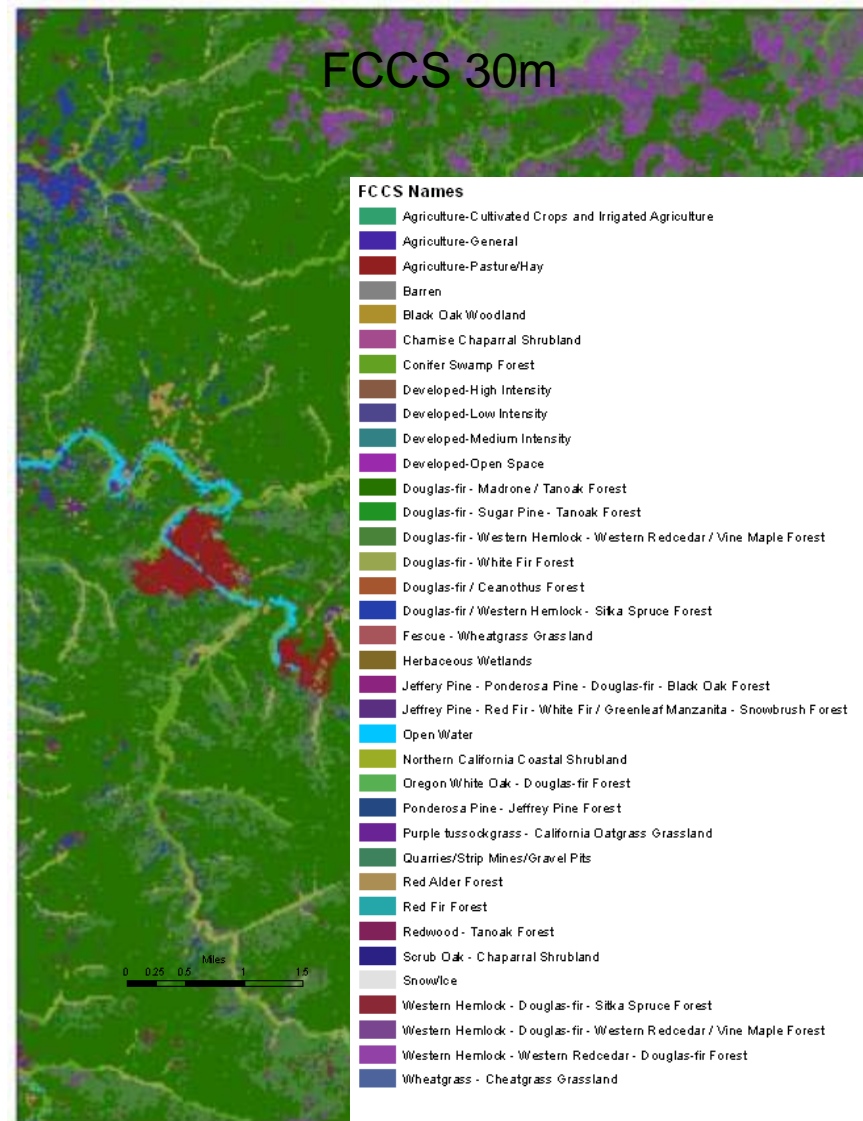 FCCS 30m
FCCS Names
Agriculture-Cultivated Crops and Irrigated Agriculture
Agriculture-General
Agriculture-Pasture/Hay
Barren
Black Oak Woodland
Chamise Chaparral Shrubland
Conifer Swamp Forest
Developed-High Intensity
Developed-Low Intensity
Developed-Medium Intensity
Developed-Open Space
Douglas-fir - Madrone / Tanoak Forest
Douglas-fir - Sugar Pine - Tanoak Forest
Douglas-fir - Western Hemlock - Western Redcedar / Vine Maple Forest
Douglas-fir - White Fir Forest
Douglas-fir / Ceanothus Forest
Douglas-fir / Western Hemlock - Sitka Spruce Forest
Fescue - Wheatgrass Grassland
Herbaceous Wetlands
Jeffery Pine - Ponderosa Pine - Douglas-fir - Black Oak Forest
Jeffrey Pine - Red Fir - White Fir / Greenleaf Manzanita - Snowbrush Forest
Open Water
Northern California Coastal Shrubland
Oregon White Oak - Douglas-fir Forest
Ponderosa Pine - Jeffrey Pine Forest
Purple tussockgrass - California Oatgrass Grassland
Quarries/Strip Mines/Gravel Pits
Red Alder Forest
Red Fir Forest
Redwood - Tanoak Forest
Scrub Oak - Chaparral Shrubland
Snow/Ice
Western Hemlock - Douglas-fir - Sitka Spruce Forest
Western Hemlock - Douglas-fir - Western Redcedar / Vine Maple Forest
Western Hemlock - Western Redcedar - Douglas-fir Forest
Wheatgrass - Cheatgrass Grassland
Miles
0 0.25 0.5 1 1.5